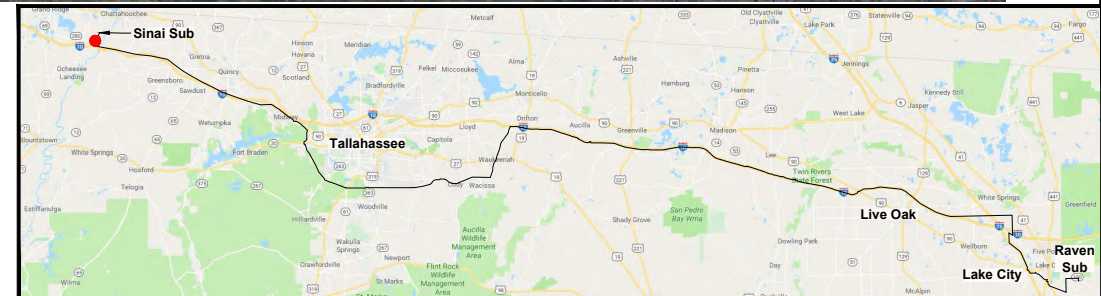 Grand Ridge
Chattahoochee
Metcalf
Old Clyattville
Clyattville
Lake Park
Statenville
Fargo
Sinai Sub
Ocheesee
Landing
Gretna
Hinson
Havana
Meridian
Alma
Ashville
Pinetta
Jennings
Greensboro
Quincy
Scotland
Felkel
Miccosukee
Hamburg
Hanson
Sawdust
Bradfordville
Monticello
Kennedy Still
Jasper
Wetumpka
Midway
Lloyd
Drifton
Aucilla
Greenville
Madison
West Lake
Blountstown
White Springs
Fort Braden
Tallahassee
Capitola
Waukeenah
Lee
Hosford
Twin Rivers
State Forest
Telogia
Cody
Wacissa
White Springs
Estiffanulga
Woodville
Hilliardville
Shady Grove
San Pedro
Bay Wma
Live Oak
Greenfield
Wakulla
Springs
Aucilla
Wildlife
Management
Area
Dowling Park
Wellborn
Five Po
Raven
Sub
Crawfordville
Newport
Flint Rock
Wildlife
Management
Area
Day
Lake City
Lake C
Wilma
St Marks
McAlpin